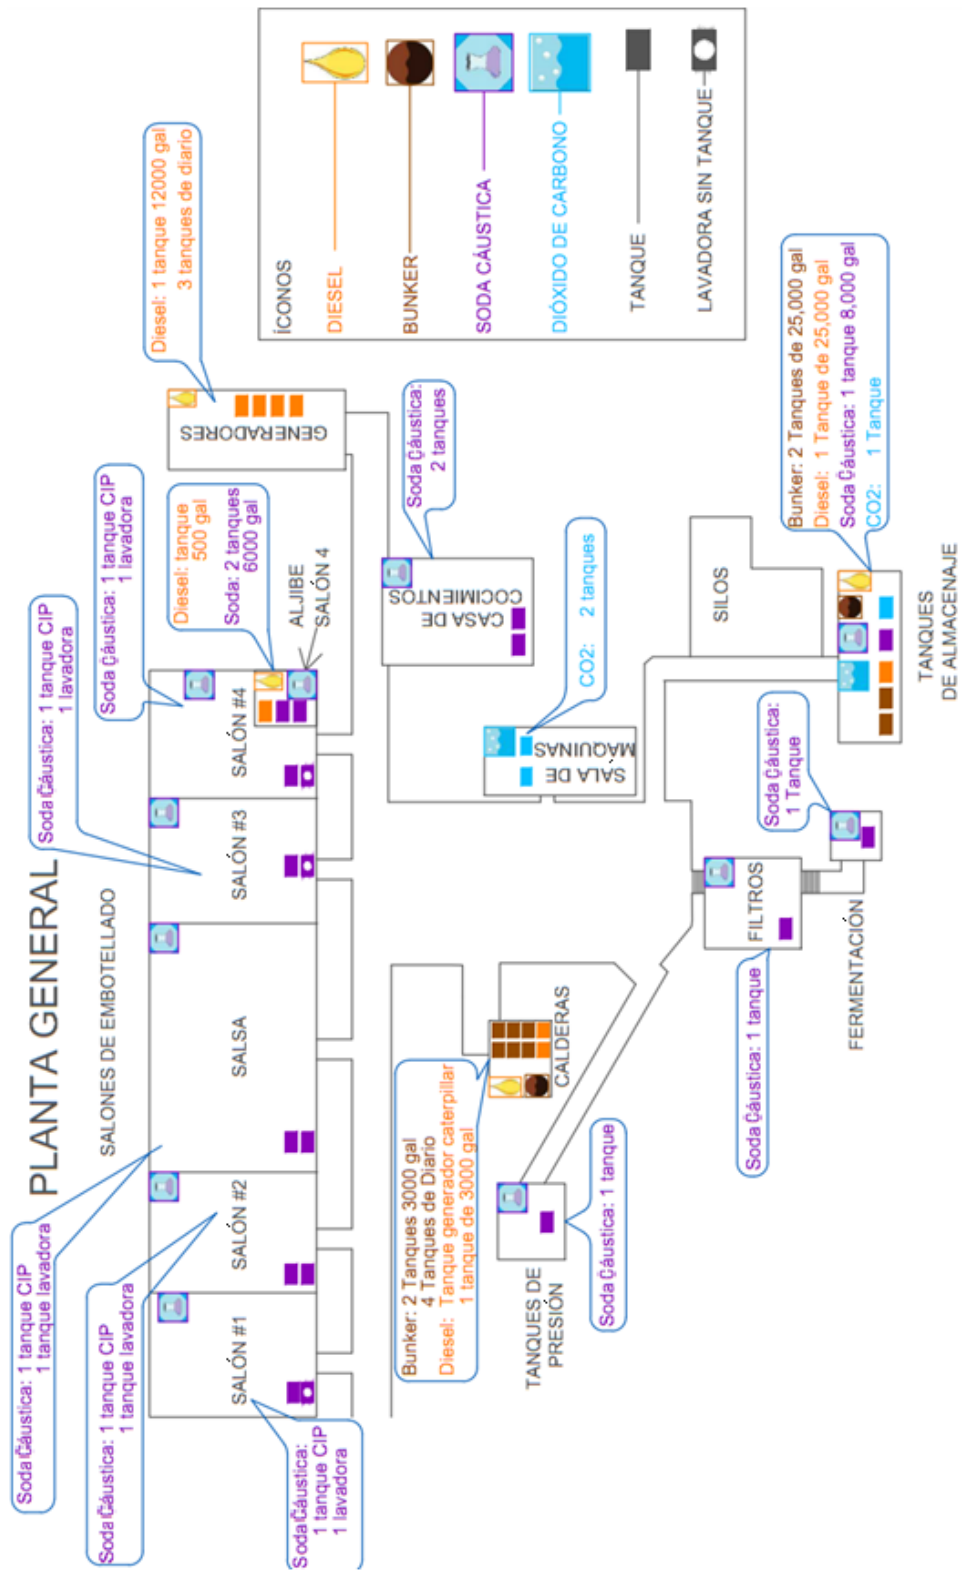 PLANTA GENERAL
SALONES DE EMBOTELLADO
Soda Cáustica: 1 tanque CIP
1 tanque lavadora
Soda Cáustica: 1 tanque CIP
1 tanque lavadora
Soda Cáustica: 1 tanque CIP
1 lavadora
Soda Cáustica: 1 tanque CIP
1 lavadora
Diesel: 1 tanque 12000 gal
3 tanques de diario
Diesel: tanque
500 gal
Soda: 2 tanques
6000 gal
SALÓN #1
SALÓN #2
SALSA
SALÓN #3
SALÓN #4
ALJIBE
SALÓN 4
GENERADORES
Soda Cáustica:
1 tanque CIP
1 lavadora
Soda Cáustica:
2 tanques
CASA DE
COCIMIENTOS
Bunker: 2 Tanques 3000 gal
4 Tanques de Diario
Diesel: Tanque generador caterpillar
1 tanque de 3000 gal
CALDERAS
SALA DE
MAQUINAS
CO2: 2 tanques
TANQUES DE
PRESIÓN
Soda Cáustica: 1 tanque
SILOS
FILTROS
Soda Cáustica: 1 tanque
Soda Cáustica:
1 Tanque
FERMENTACIÓN
Bunker: 2 Tanques de 25,000 gal
Diesel: 1 Tanque de 25,000 gal
Soda Cáustica: 1 tanque 8,000 gal
CO2: 1 Tanque
TANQUES
DE ALMACENAJE
ÍCONOS
DIESEL
BUNKER
SODA CÁUSTICA
DIÓXIDO DE CARBONO
TANQUE
LAVADORA SIN TANQUE